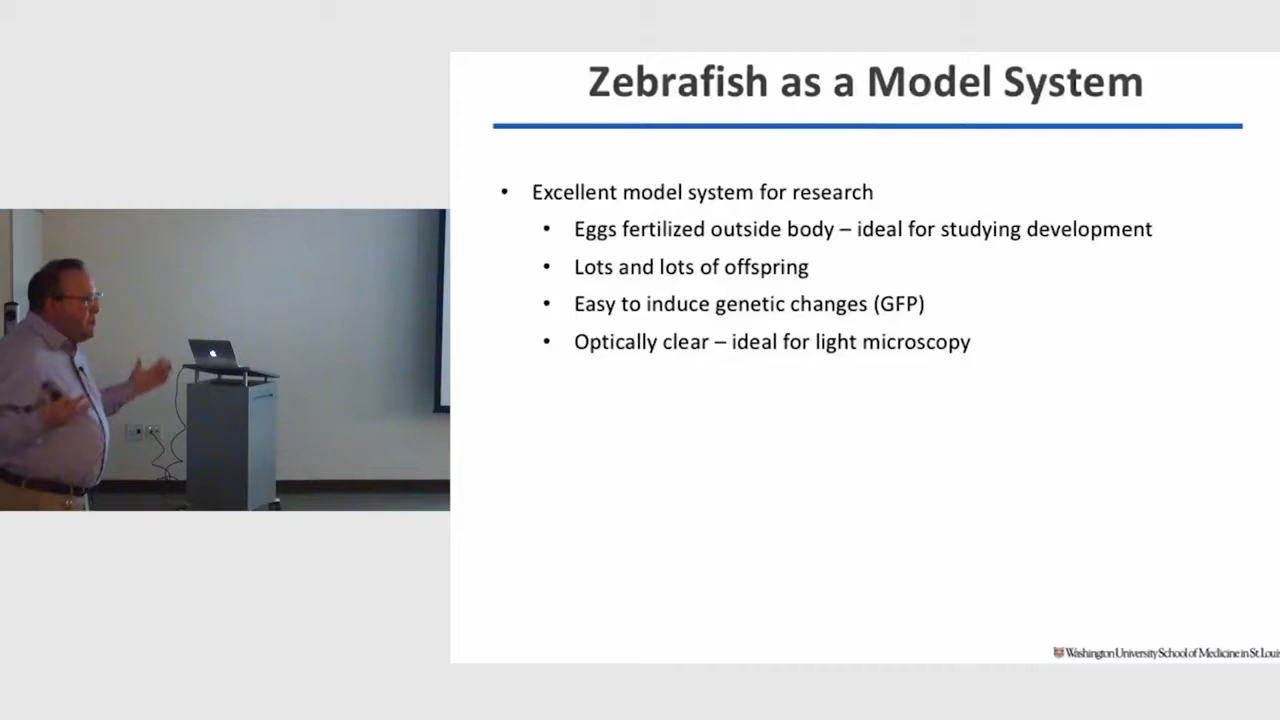 Zebrafish as a Model System
• Excellent model system for research
• Eggs fertilized outside body – ideal for studying development
• Lots and lots of offspring
• Easy to induce genetic changes (GFP)
• Optically clear – ideal for light microscopy
Washington University School of Medicine in St. Louis